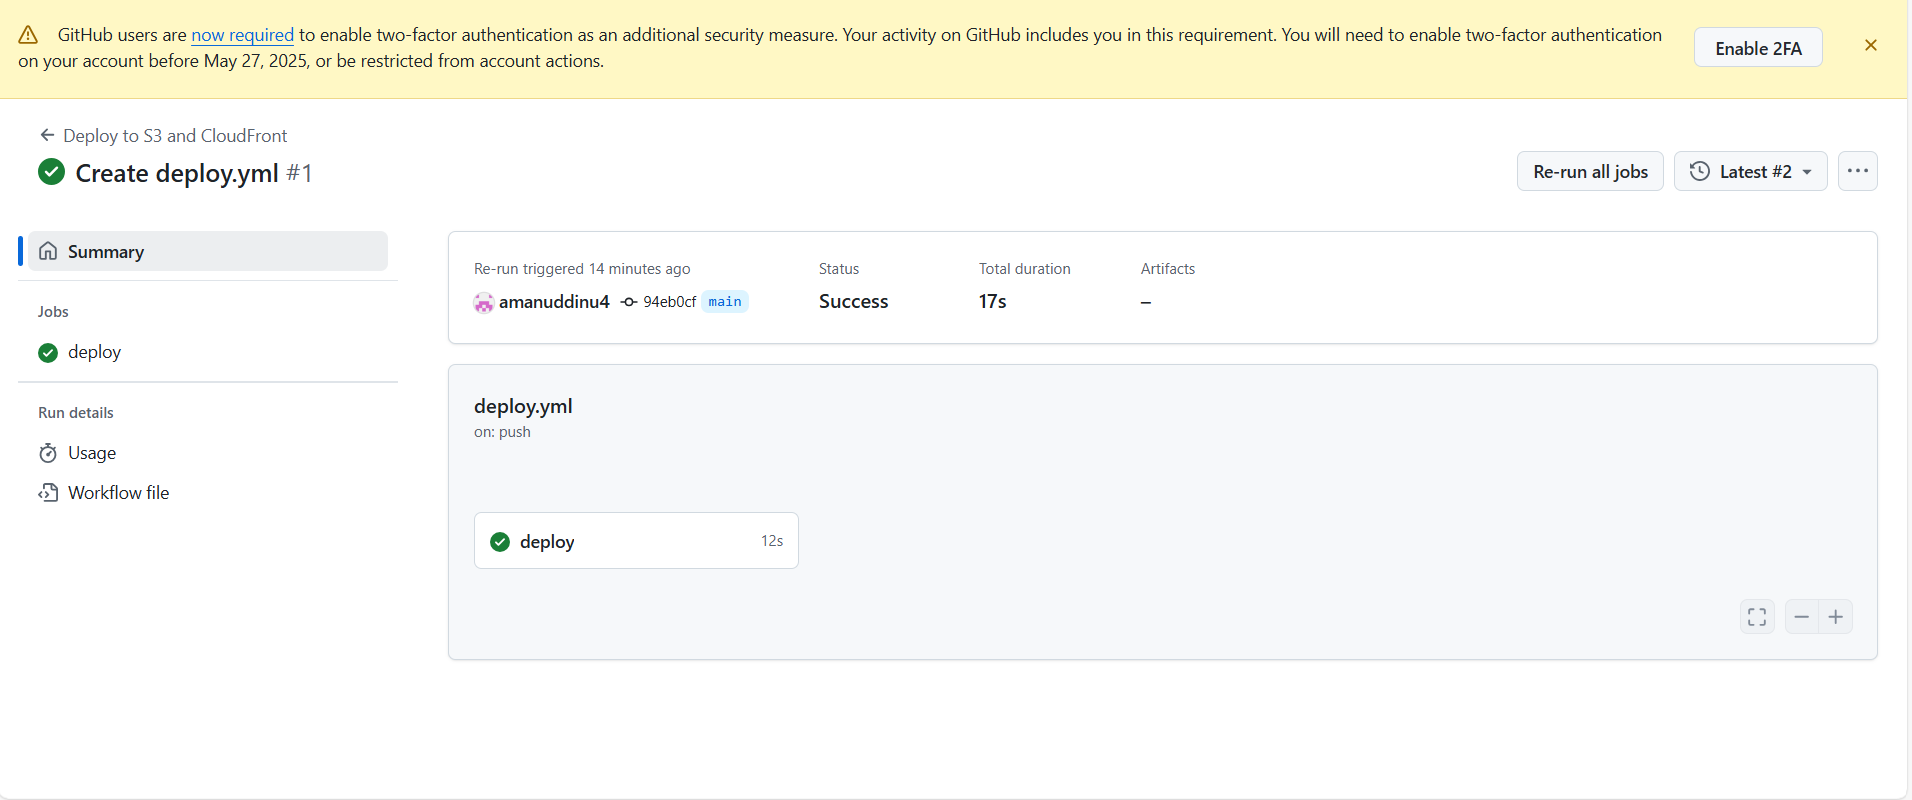 GitHub users are now required to enable two-factor authentication as an additional security measure. Your activity on GitHub includes you in this requirement. You will need to enable two-factor authentication
on your account before May 27, 2025, or be restricted from account actions.
Enable 2FA
Deploy to S3 and CloudFront
Create deploy.yml #1
Re-run all jobs
Latest #2
Summary
Jobs
deploy
Run details
Usage
Workflow file
Re-run triggered 14 minutes ago
amanuddinu4 94eb0cf main
Status
Success
Total duration
17s
Artifacts
–
deploy.yml
on: push
deploy 12s